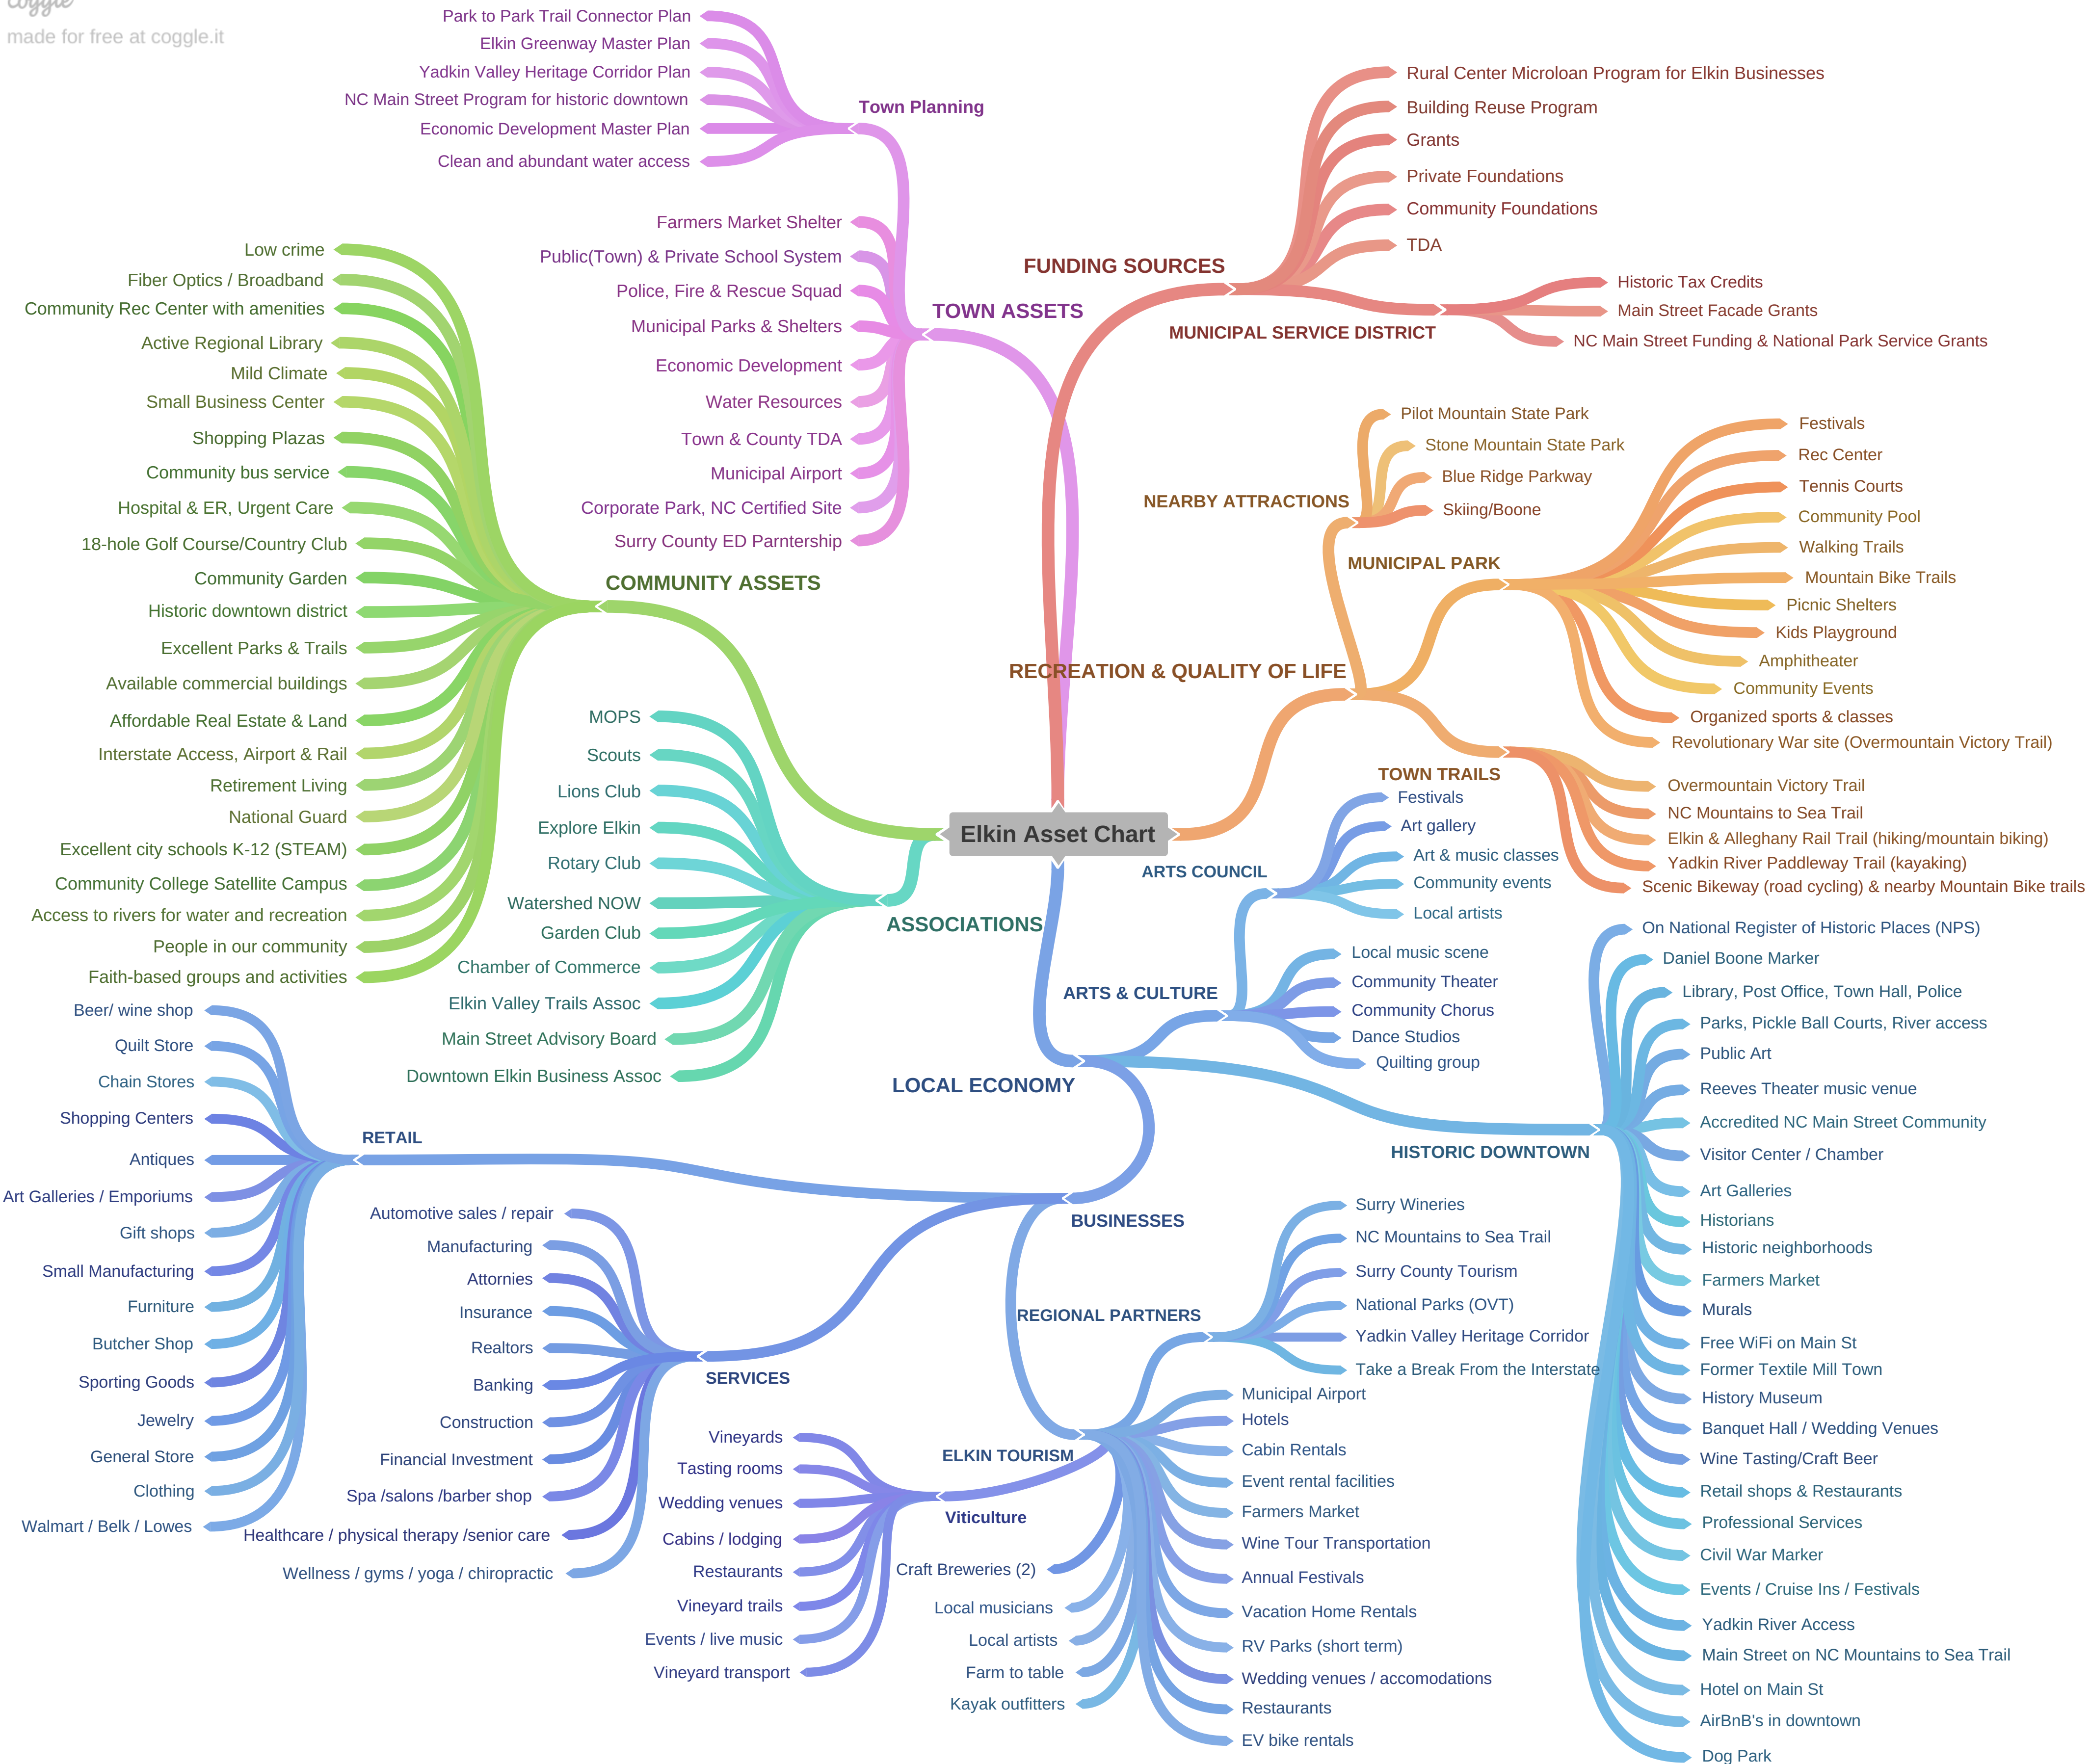 Coggle
made for free at coggle.it
Park to Park Trail Connector Plan
Elkin Greenway Master Plan
Yadkin Valley Heritage Corridor Plan
NC Main Street Program for historic downtown
Economic Development Master Plan
Clean and abundant water access
Town Planning
Farmers Market Shelter
Public(Town) & Private School System
Police, Fire & Rescue Squad
Municipal Parks & Shelters
Economic Development
Water Resources
Town & County TDA
Municipal Airport
Corporate Park, NC Certified Site
Surry County ED Parntership
TOWN ASSETS
Rural Center Microloan Program for Elkin Businesses
Building Reuse Program
Grants
Private Foundations
Community Foundations
TDA
FUNDING SOURCES
MUNICIPAL SERVICE DISTRICT
Historic Tax Credits
Main Street Facade Grants
NC Main Street Funding & National Park Service Grants
Low crime
Fiber Optics / Broadband
Community Rec Center with amenities
Active Regional Library
Mild Climate
Small Business Center
Shopping Plazas
Community bus service
Hospital & ER, Urgent Care
18-hole Golf Course/Country Club
Community Garden
Historic downtown district
Excellent Parks & Trails
Available commercial buildings
Affordable Real Estate & Land
Interstate Access, Airport & Rail
Retirement Living
National Guard
Excellent city schools K-12 (STEAM)
Community College Satellite Campus
Access to rivers for water and recreation
People in our community
Faith-based groups and activities
COMMUNITY ASSETS
NEARBY ATTRACTIONS
Pilot Mountain State Park
Stone Mountain State Park
Blue Ridge Parkway
Skiing/Boone
MUNICIPAL PARK
Festivals
Rec Center
Tennis Courts
Community Pool
Walking Trails
Mountain Bike Trails
Picnic Shelters
Kids Playground
Amphitheater
Community Events
Organized sports & classes
Revolutionary War site (Overmountain Victory Trail)
RECREATION & QUALITY OF LIFE
TOWN TRAILS
Overmountain Victory Trail
NC Mountains to Sea Trail
Elkin & Alleghany Rail Trail (hiking/mountain biking)
Yadkin River Paddleway Trail (kayaking)
Scenic Bikeway (road cycling) & nearby Mountain Bike trails
MOPS
Scouts
Lions Club
Explore Elkin
Rotary Club
Watershed NOW
Garden Club
Chamber of Commerce
Elkin Valley Trails Assoc
Main Street Advisory Board
Downtown Elkin Business Assoc
ASSOCIATIONS
Elkin Asset Chart
ARTS COUNCIL
Festivals
Art gallery
Art & music classes
Community events
Local artists
ARTS & CULTURE
Local music scene
Community Theater
Community Chorus
Dance Studios
Quilting group
LOCAL ECONOMY
HISTORIC DOWNTOWN
On National Register of Historic Places (NPS)
Daniel Boone Marker
Library, Post Office, Town Hall, Police
Parks, Pickle Ball Courts, River access
Public Art
Reeves Theater music venue
Accredited NC Main Street Community
Visitor Center / Chamber
Art Galleries
Historians
Historic neighborhoods
Farmers Market
Murals
Free WiFi on Main St
Former Textile Mill Town
History Museum
Banquet Hall / Wedding Venues
Wine Tasting/Craft Beer
Retail shops & Restaurants
Professional Services
Civil War Marker
Events / Cruise Ins / Festivals
Yadkin River Access
Main Street on NC Mountains to Sea Trail
Hotel on Main St
AirBnB's in downtown
Dog Park
Beer/ wine shop
Quilt Store
Chain Stores
Shopping Centers
Antiques
Art Galleries / Emporiums
Gift shops
Small Manufacturing
Furniture
Butcher Shop
Sporting Goods
Jewelry
General Store
Clothing
Walmart / Belk / Lowes
RETAIL
BUSINESSES
Automotive sales / repair
Manufacturing
Attornies
Insurance
Realtors
Banking
Construction
Financial Investment
Spa /salons /barber shop
Healthcare / physical therapy /senior care
Wellness / gyms / yoga / chiropractic
SERVICES
REGIONAL PARTNERS
Surry Wineries
NC Mountains to Sea Trail
Surry County Tourism
National Parks (OVT)
Yadkin Valley Heritage Corridor
Take a Break From the Interstate
ELKIN TOURISM
Municipal Airport
Hotels
Cabin Rentals
Event rental facilities
Farmers Market
Wine Tour Transportation
Annual Festivals
Vacation Home Rentals
RV Parks (short term)
Wedding venues / accomodations
Restaurants
EV bike rentals
Craft Breweries (2)
Local musicians
Local artists
Farm to table
Kayak outfitters
Viticulture
Vineyards
Tasting rooms
Wedding venues
Cabins / lodging
Restaurants
Vineyard trails
Events / live music
Vineyard transport